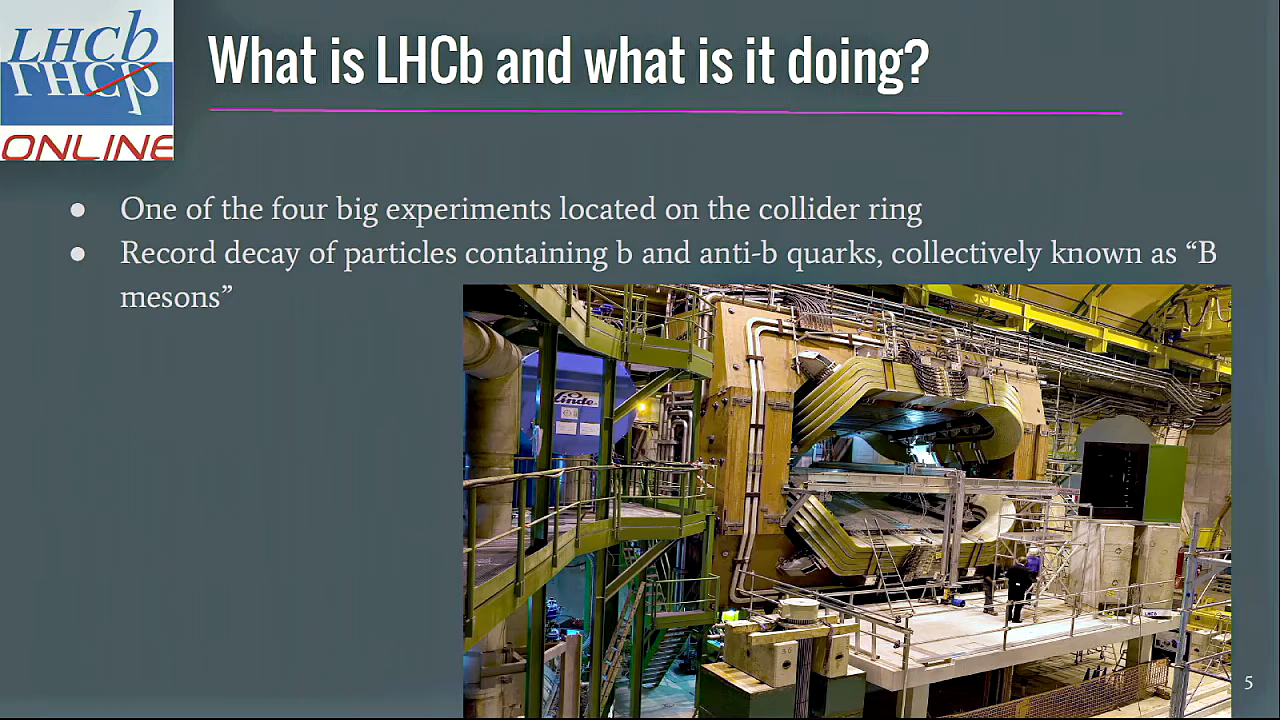 LHCb
LHCb
ONLINE
What is LHCb and what is it doing?
● One of the four big experiments located on the collider ring
● Record decay of particles containing b and anti-b quarks, collectively known as “B
mesons”
Linde
5